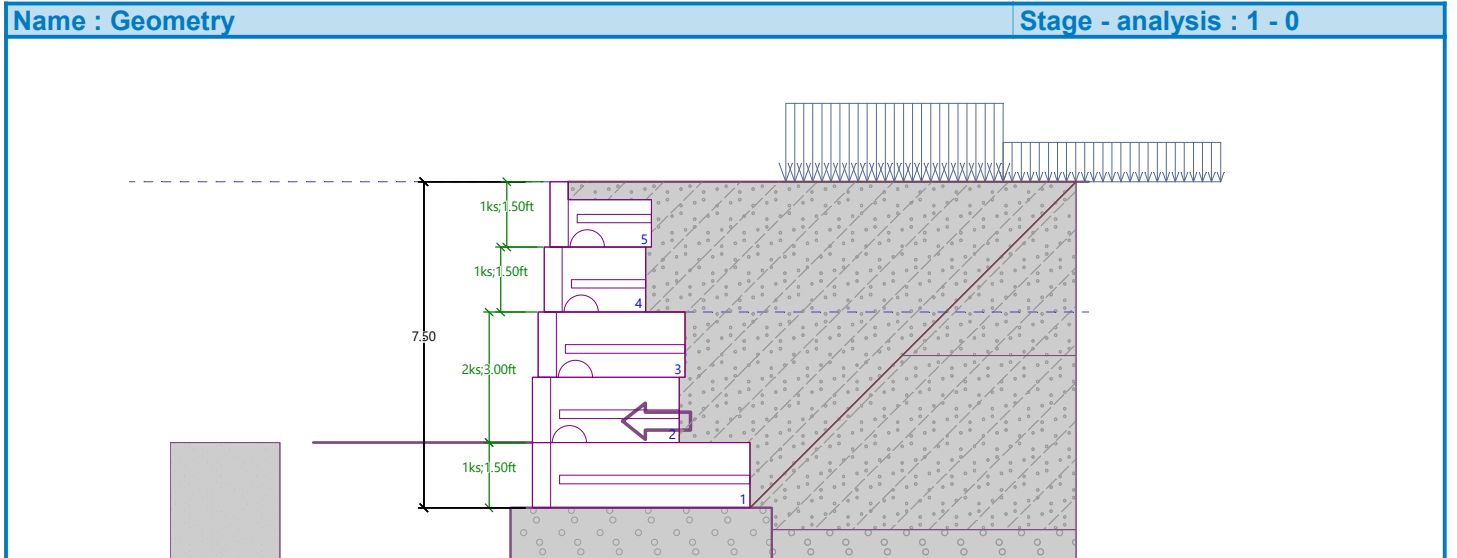 Name : Geometry
Stage - analysis : 1 - 0
1ks;1.50ft
5
1ks;1.50ft
4
7.50
2ks;3.00ft
3
2
1ks;1.50ft
1